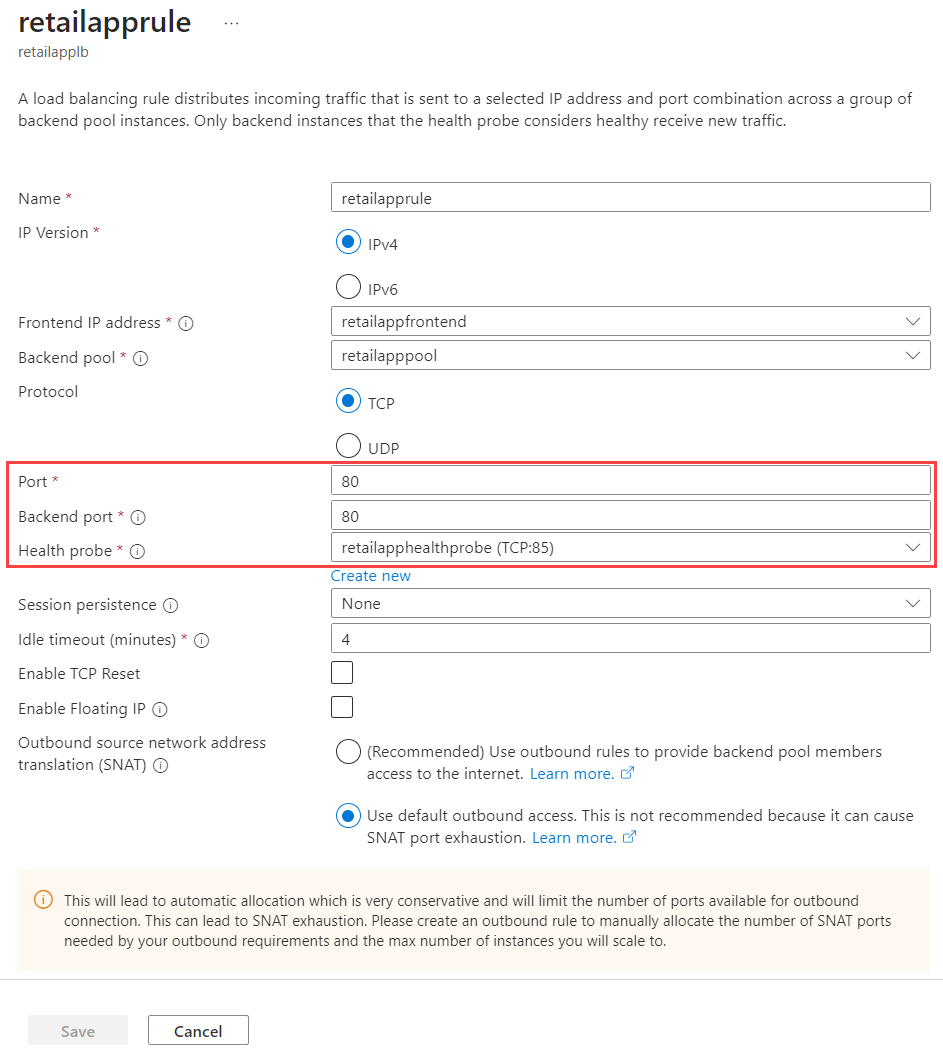 retailapprule ...
retailapplb
A load balancing rule distributes incoming traffic that is sent to a selected IP address and port combination across a group of
backend pool instances. Only backend instances that the health probe considers healthy receive new traffic.
Name * retailapprule
IP Version * IPv4
IPv6
Frontend IP address * retailappfrontend
Backend pool * retailapppool
Protocol TCP
UDP
Port * 80
Backend port * 80
Health probe * retailapphealthprobe (TCP:85)
Create new
Session persistence None
Idle timeout (minutes) * 4
Enable TCP Reset
Enable Floating IP
Outbound source network address
translation (SNAT)
(Recommended) Use outbound rules to provide backend pool members
access to the internet. Learn more.
Use default outbound access. This is not recommended because it can cause
SNAT port exhaustion. Learn more.
This will lead to automatic allocation which is very conservative and will limit the number of ports available for outbound
connection. This can lead to SNAT exhaustion. Please create an outbound rule to manually allocate the number of SNAT ports
needed by your outbound requirements and the max number of instances you will scale to.
Save Cancel